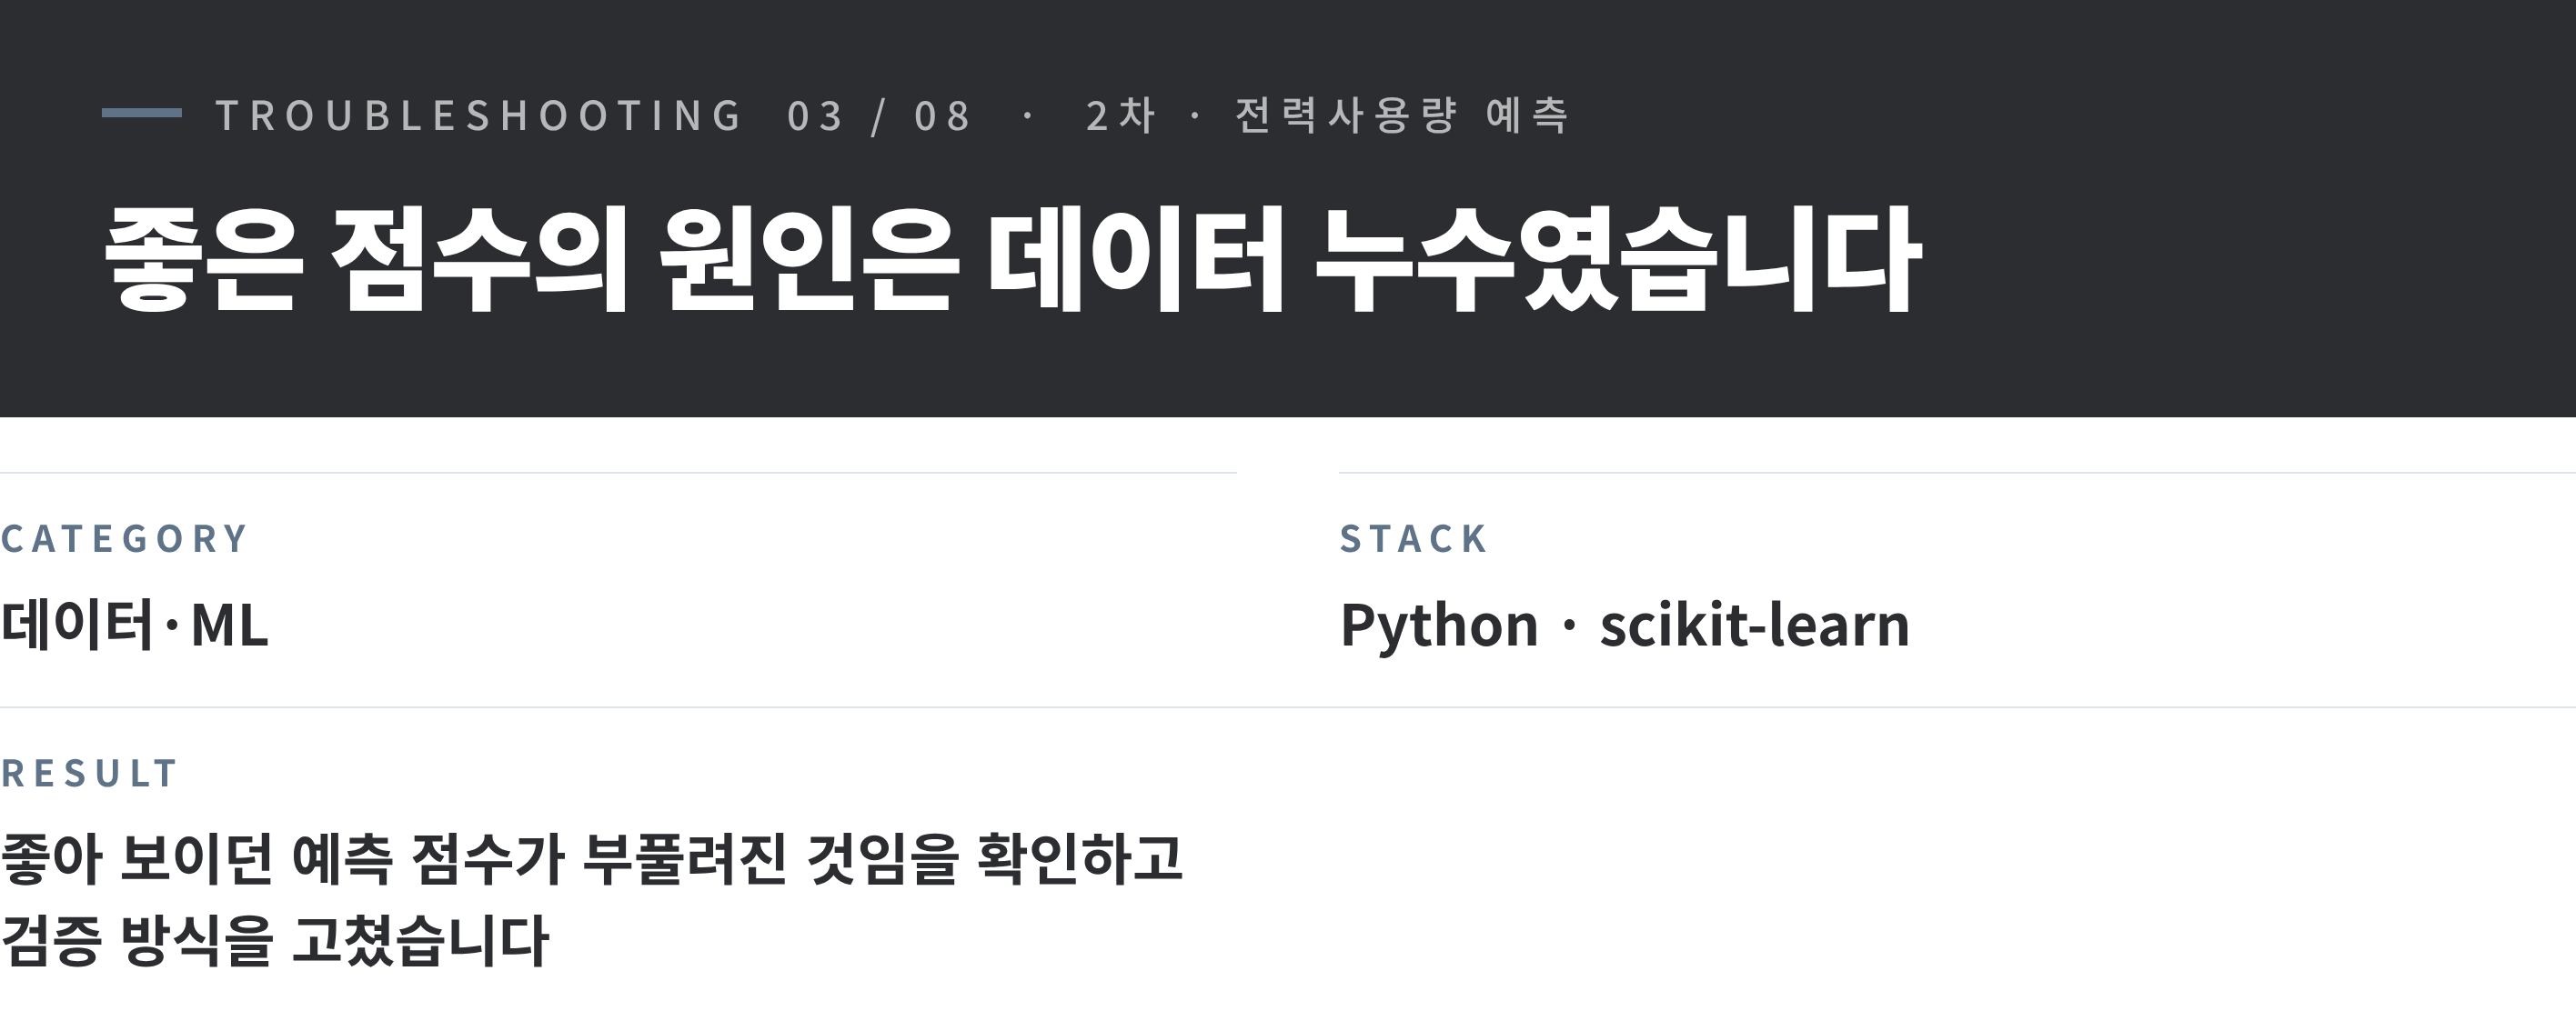 TROUBLESHOOTING 03 / 08 · 2차 · 전력사용량 예측
좋은 점수의 원인은 데이터 누수였습니다
CATEGORY
데이터·ML
STACK
Python · scikit-learn
RESULT
좋아 보이던 예측 점수가 부풀려진 것임을 확인하고
검증 방식을 고쳤습니다